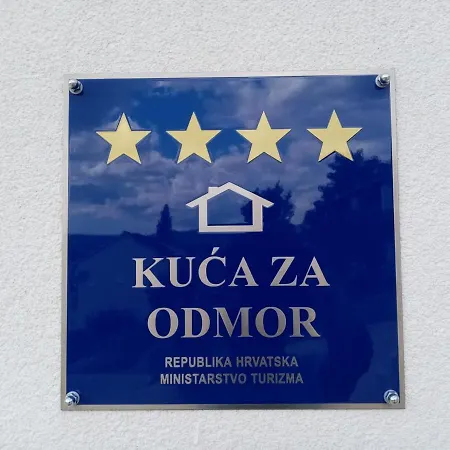 KUĆA ZA
ODMOR
REPUBLIKA HRVATSKA
MINISTARSTVO TURIZMA